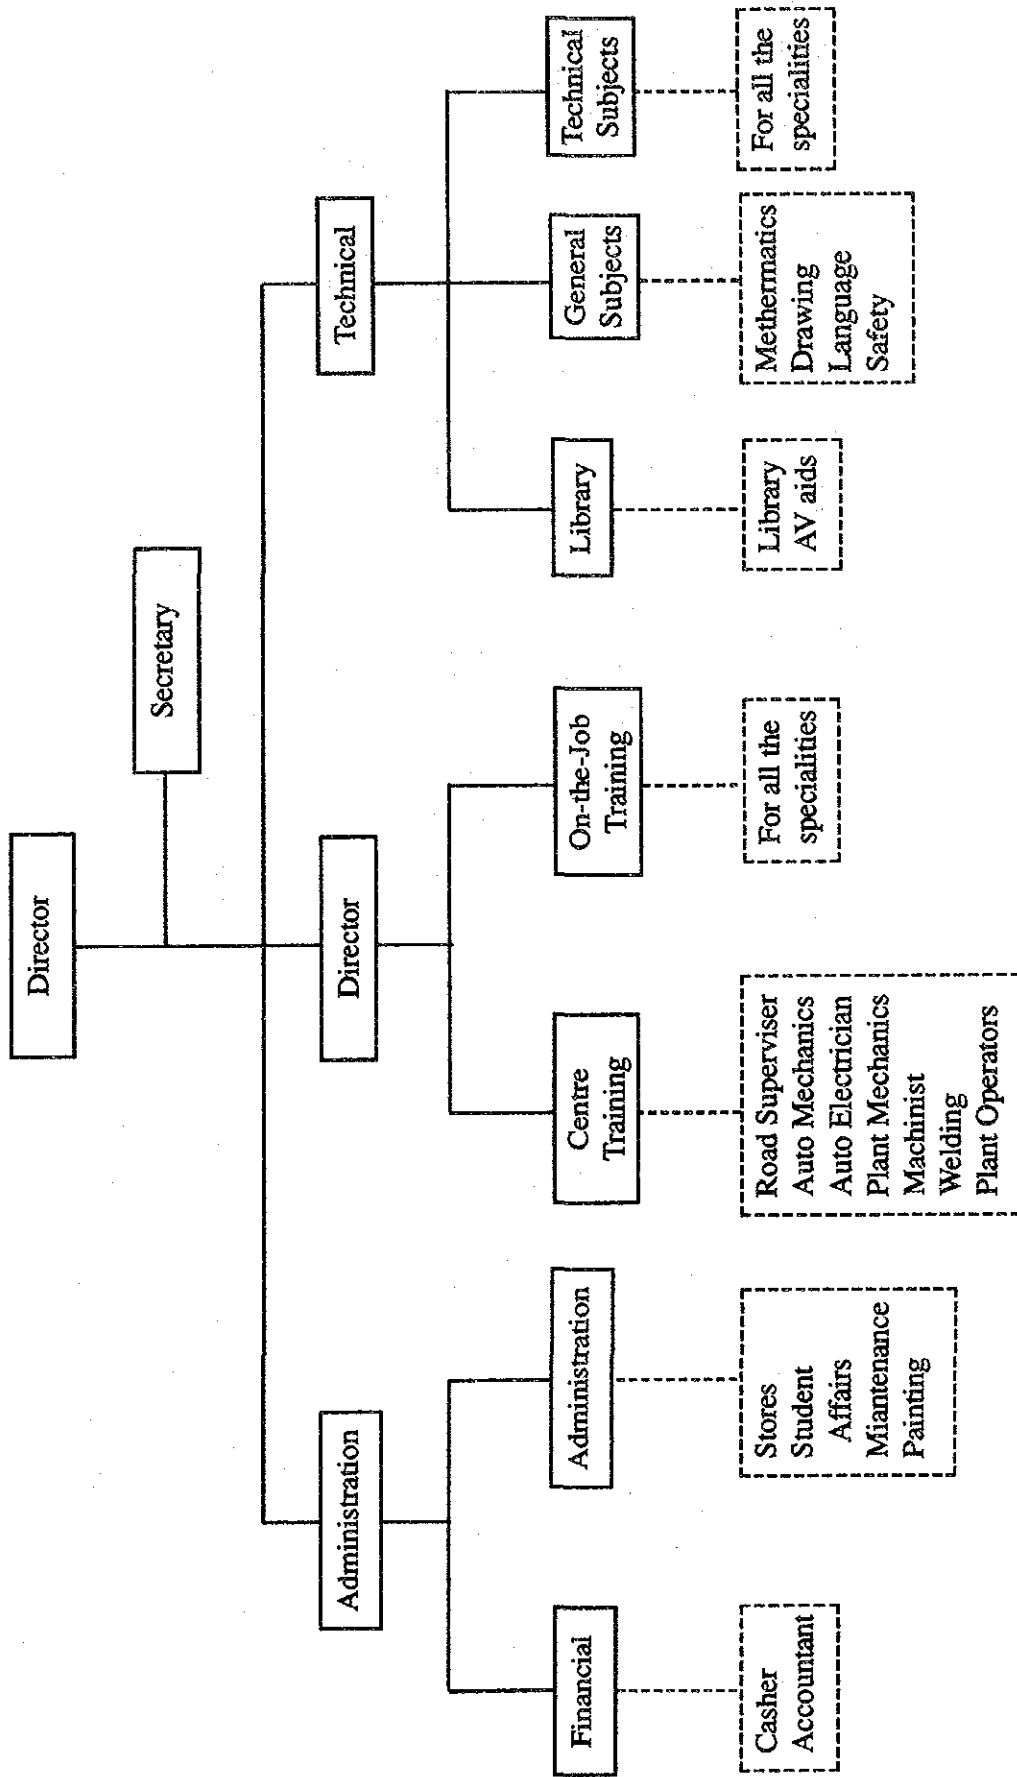 Director
Secretary
Administration
Director
Technical
Financial
Administration
Centre
Training
On-the-Job
Training
Library
General
Subjects
Technical
Subjects
Casher
Accountant
Stores
Student
Affairs
Miantenance
Painting
Road Superviser
Auto Mechanics
Auto Electrician
Plant Mechanics
Machinist
Welding
Plant Operators
For all the
specialities
Library
AV aids
Methermatics
Drawing
Language
Safety
For all the
specialities